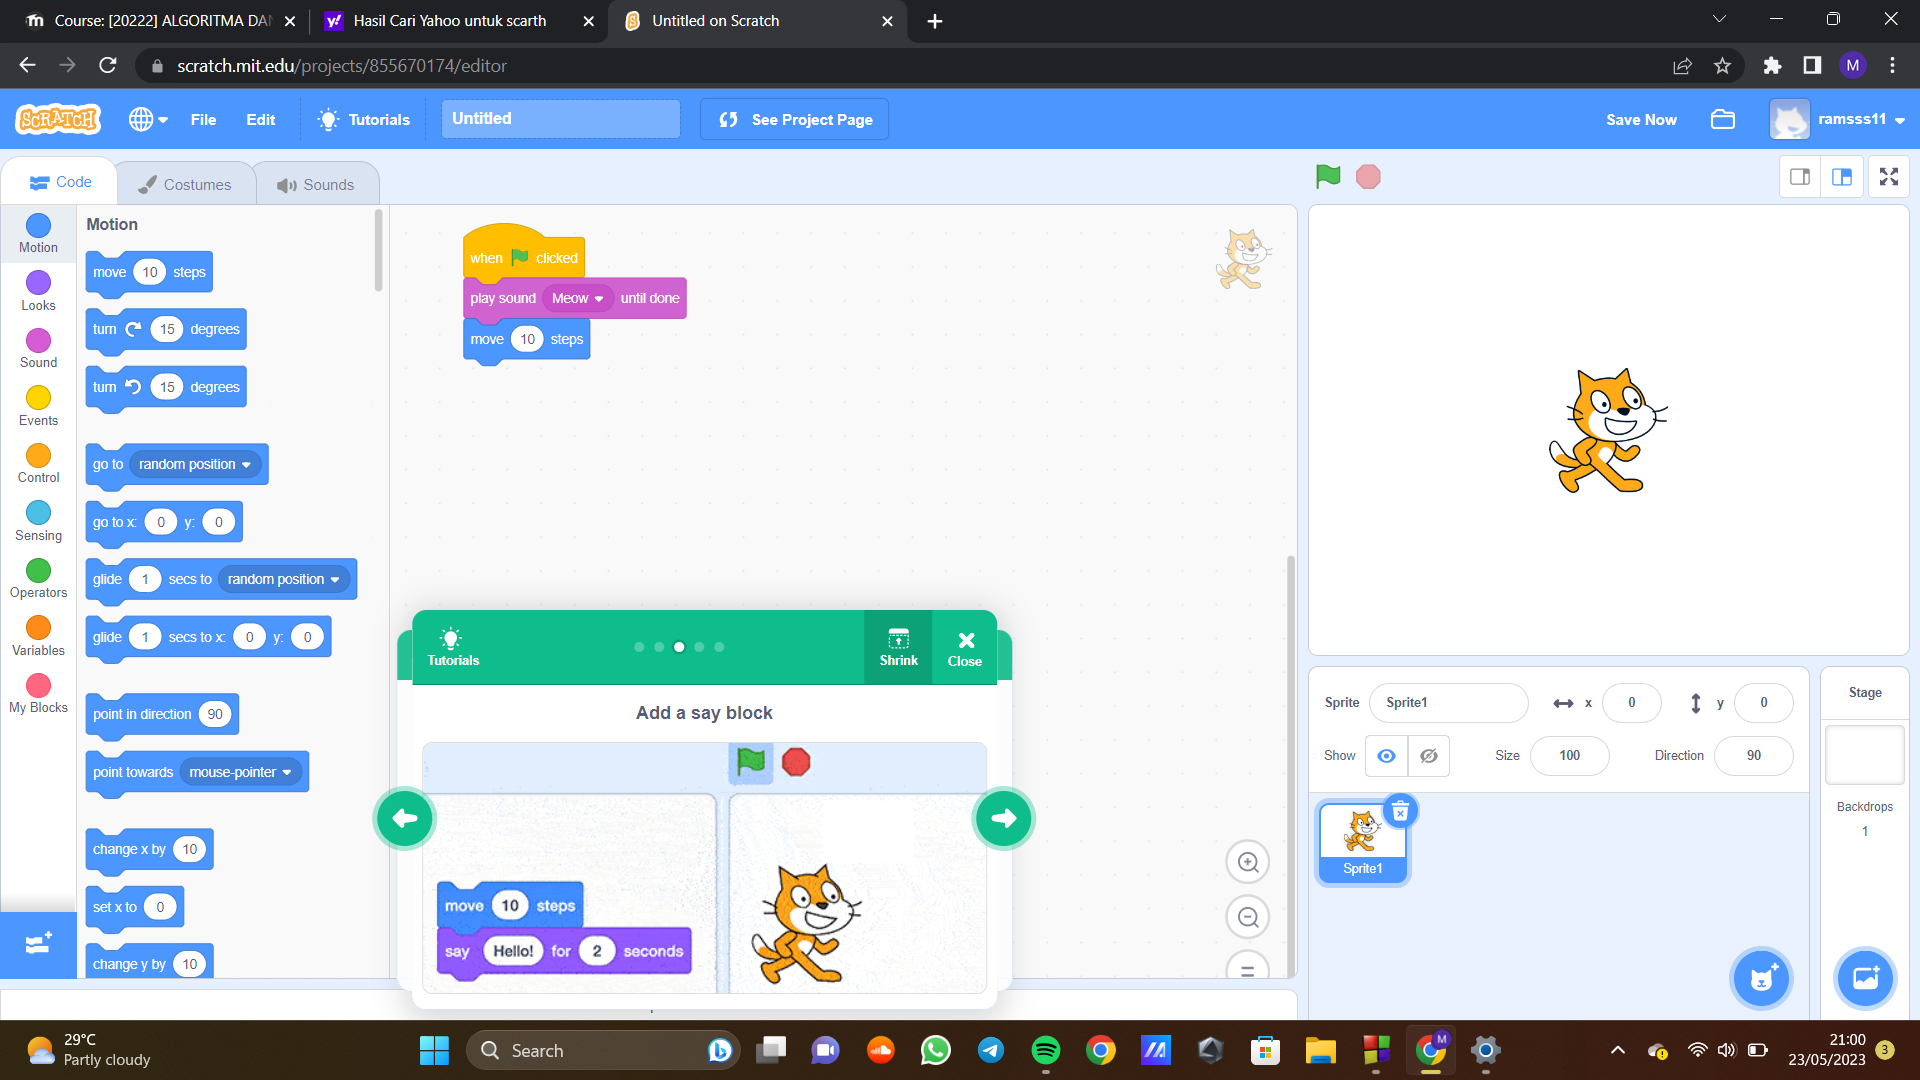 Course: [20222] ALGORITMA DAN
Hasil Cari Yahoo untuk scarth
Untitled on Scratch
scratch.mit.edu/projects/855670174/editor
M
SCRATCH
File
Edit
Tutorials
Untitled
See Project Page
Save Now
ramsss11
Code
Costumes
Sounds
Motion
Looks
Sound
Events
Control
Sensing
Operators
Variables
My Blocks
Motion
move 10 steps
turn 15 degrees
turn 15 degrees
go to random position
go to x: 0 y: 0
glide 1 secs to random position
glide 1 secs to x: 0 y: 0
point in direction 90
point towards mouse-pointer
change x by 10
set x to 0
change y by 10
when clicked
play sound Meow until done
move 10 steps
Tutorials
Shrink
Close
Add a say block
move 10 steps
say Hello! for 2 seconds
Sprite Sprite1 x 0 y 0
Show Size 100 Direction 90
Sprite1
Stage
Backdrops
1
29°C
Partly cloudy
Search
M
21:00
23/05/2023
3